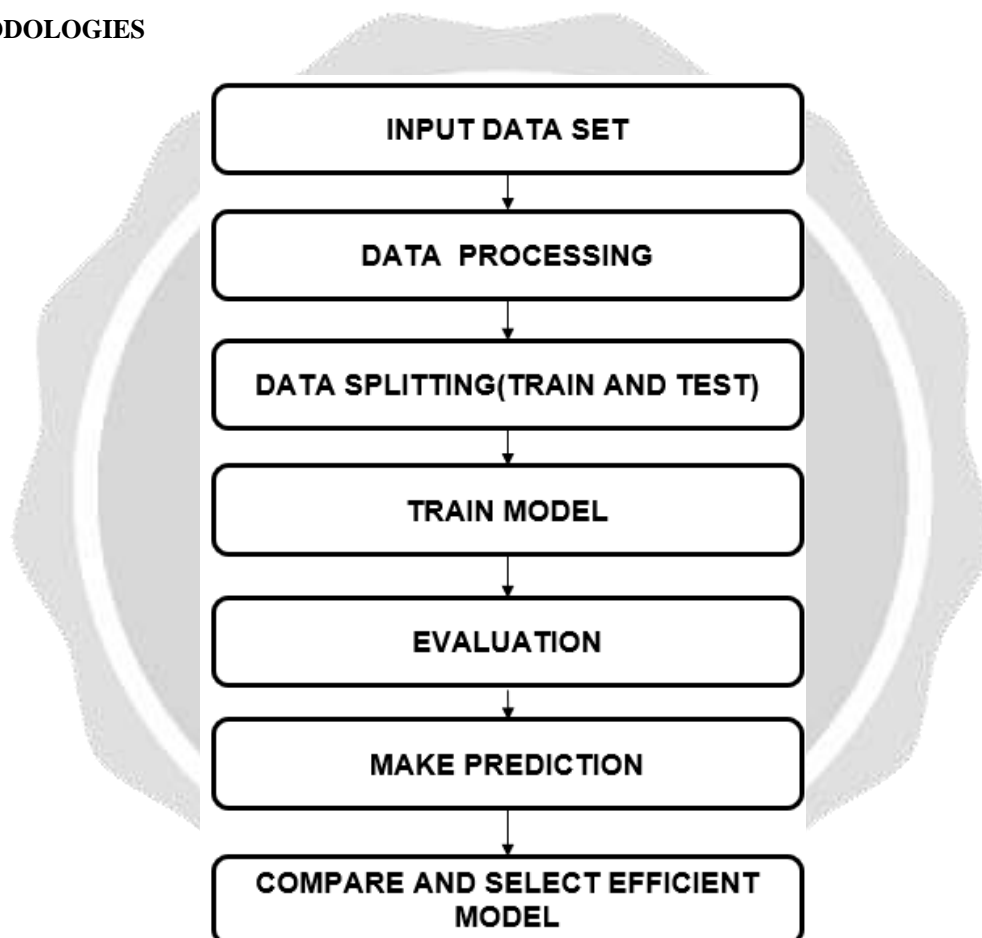 ODOLOGIES
INPUT DATA SET
DATA PROCESSING
DATA SPLITTING(TRAIN AND TEST)
TRAIN MODEL
EVALUATION
MAKE PREDICTION
COMPARE AND SELECT EFFICIENT
MODEL